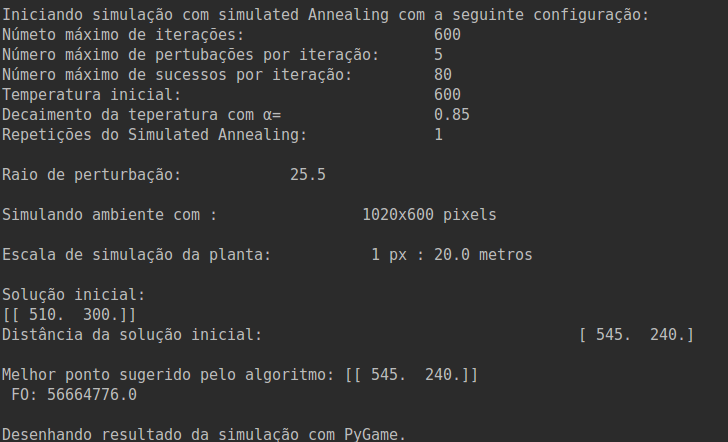 Iniciando simulação com simulated Annealing com a seguinte configuração:
Númeto máximo de iterações: 600
Número máximo de pertubações por iteração: 5
Número máximo de sucessos por iteração: 80
Temperatura inicial: 600
Decaimento da teperatura com α= 0.85
Repetições do Simulated Annealing: 1
Raio de perturbação: 25.5
Simulando ambiente com : 1020x600 pixels
Escala de simulação da planta: 1 px : 20.0 metros
Solução inicial:
[[ 510. 300.]]
Distância da solução inicial: [ 545. 240.]
Melhor ponto sugerido pelo algoritmo: [[ 545. 240.]]
FO: 56664776.0
Desenhando resultado da simulação com PyGame.